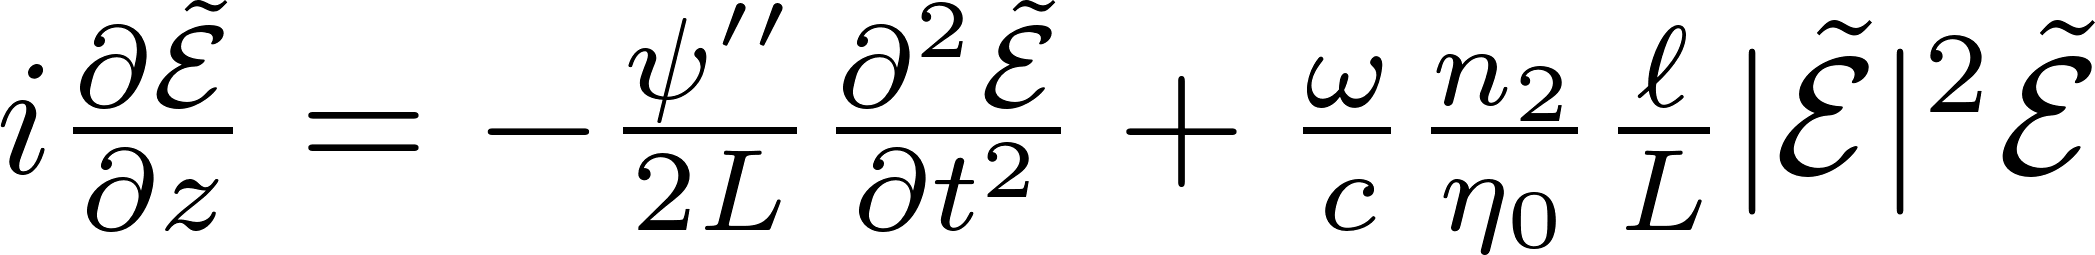 i ∂ℰ̃/∂z = − ψ″/2L ∂²ℰ̃/∂t² + ω/c n₂/η₀ ℓ/L |ℰ̃|²ℰ̃